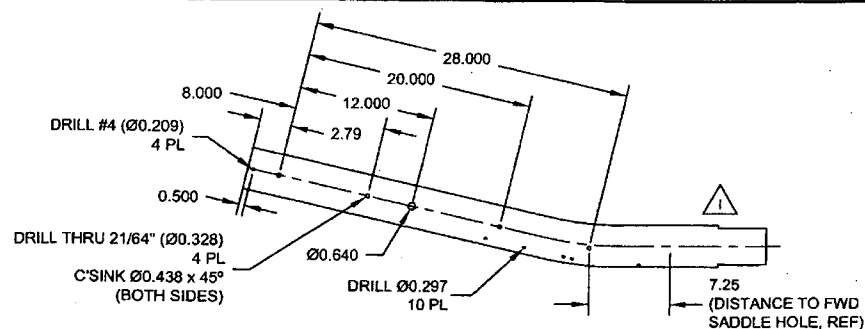 28.000
20.000
8.000
12.000
DRILL #4 (Ø0.209)
4 PL
2.79
0.500
DRILL THRU 21/64" (Ø0.328)
4 PL
C'SINK Ø0.438 x 45º
(BOTH SIDES)
Ø0.640
DRILL Ø0.297
10 PL
1
7.25
(DISTANCE TO FWD
SADDLE HOLE, REF)